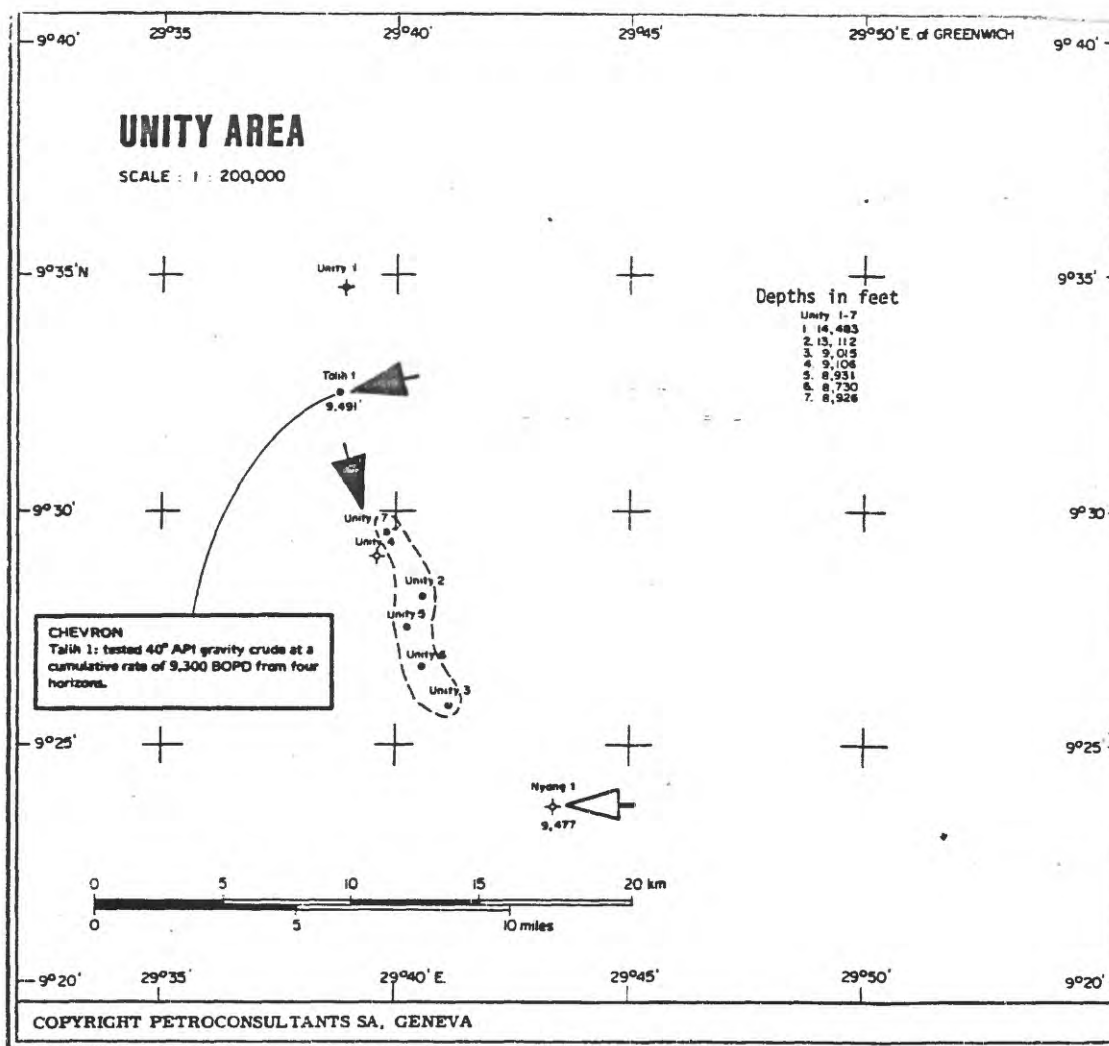 29°35' 29°40' 29°45' 29°50' E. of GREENWICH
9°40' 9° 40'
UNITY AREA
SCALE : 1 : 200,000
9°35'N 9°35'
Unity 1
Depths in feet
Unity 1-7
1. 14,483
2. 13,112
3. 9,015
4. 9,106
5. 8,931
6. 8,730
7. 8,926
Talih 1
9,491'
9°30' 9°30
Unity 7
Unity 4
Unity 2
Unity 5
Unity 6
Unity 3
CHEVRON
Talih 1: tested 40° API gravity crude at a
cumulative rate of 9,300 BOPD from four
horizons.
9°25' 9°25'
Nyang 1
9,477
0 5 10 15 20 km
0 5 10 miles
9°20' 29°35' 29°40' E. 29°45' 29°50' 9°20'
COPYRIGHT PETROCONSULTANTS SA, GENEVA